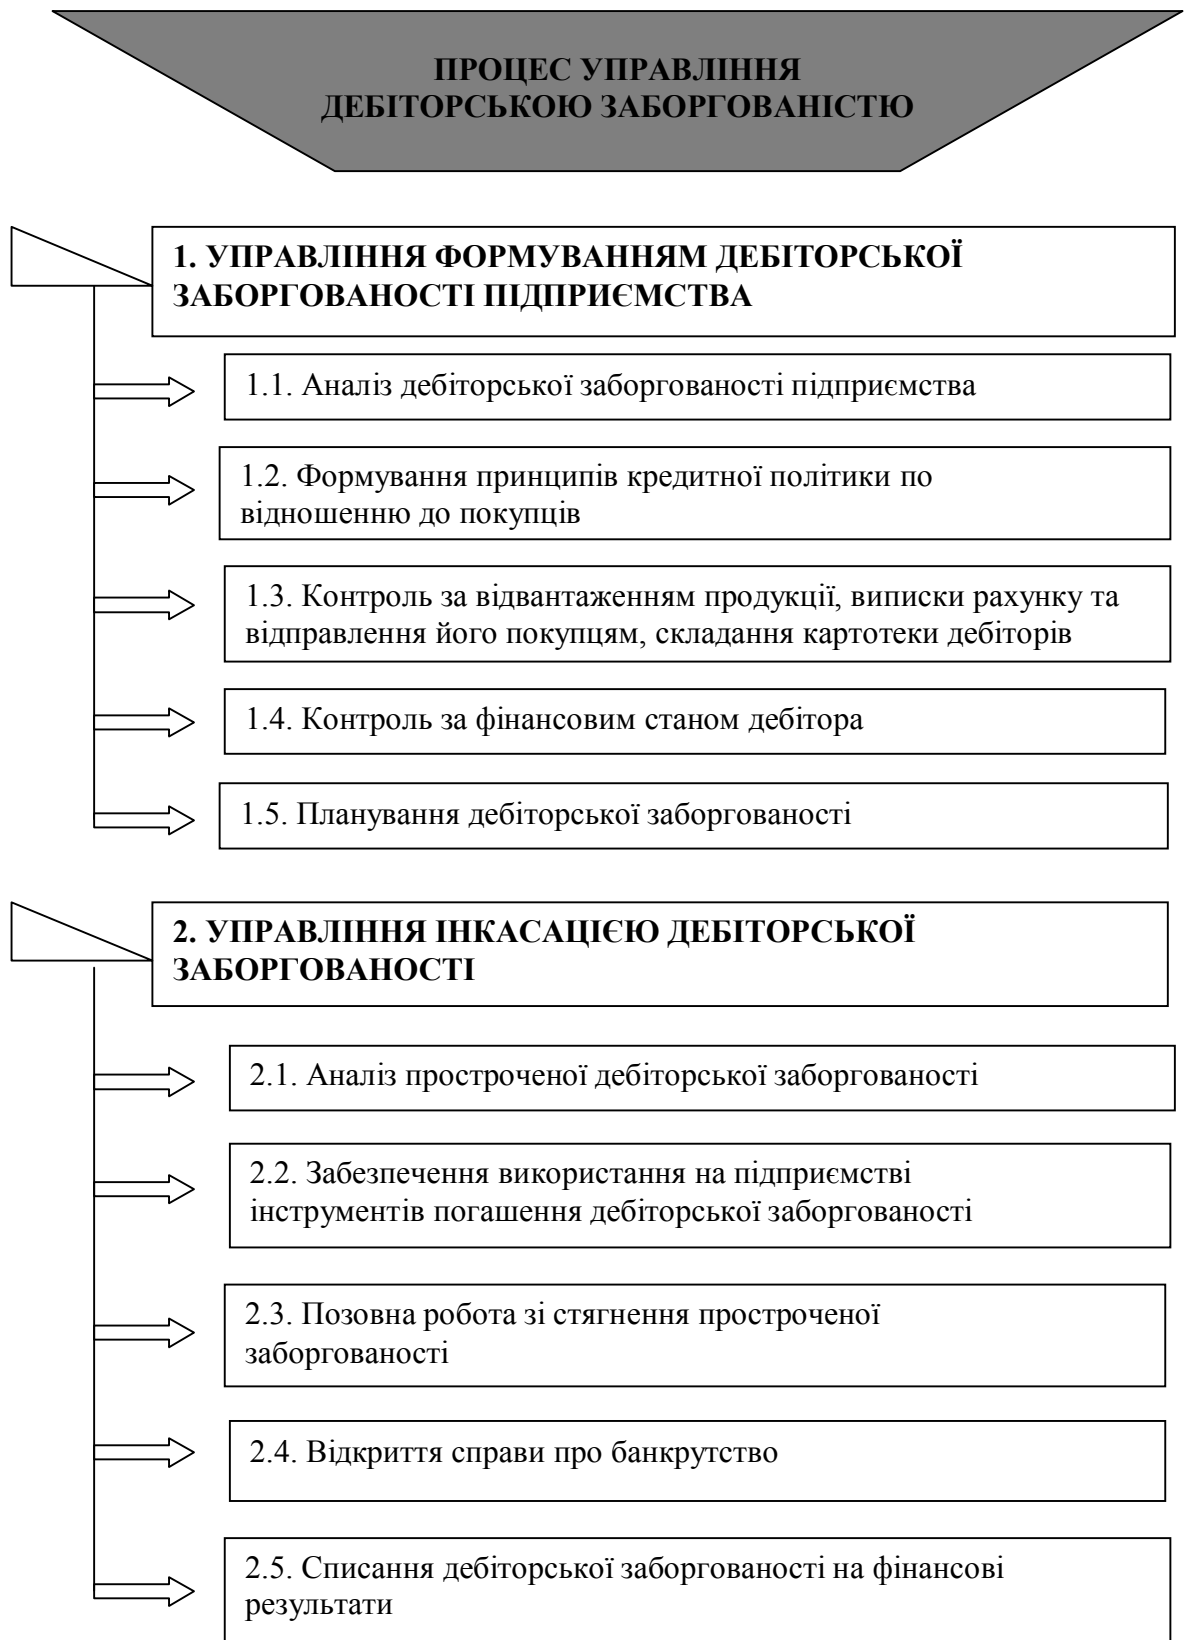 ПРОЦЕС УПРАВЛІННЯ
ДЕБІТОРСЬКОЮ ЗАБОРГОВАНІСТЮ
1. УПРАВЛІННЯ ФОРМУВАННЯМ ДЕБІТОРСЬКОЇ
ЗАБОРГОВАНОСТІ ПІДПРИЄМСТВА
1.1. Аналіз дебіторської заборгованості підприємства
1.2. Формування принципів кредитної політики по
відношенню до покупців
1.3. Контроль за відвантаженням продукції, виписки рахунку та
відправлення його покупцям, складання картотеки дебіторів
1.4. Контроль за фінансовим станом дебітора
1.5. Планування дебіторської заборгованості
2. УПРАВЛІННЯ ІНКАСАЦІЄЮ ДЕБІТОРСЬКОЇ
ЗАБОРГОВАНОСТІ
2.1. Аналіз простроченої дебіторської заборгованості
2.2. Забезпечення використання на підприємстві
інструментів погашення дебіторської заборгованості
2.3. Позовна робота зі стягнення простроченої
заборгованості
2.4. Відкриття справи про банкрутство
2.5. Списання дебіторської заборгованості на фінансові
результати